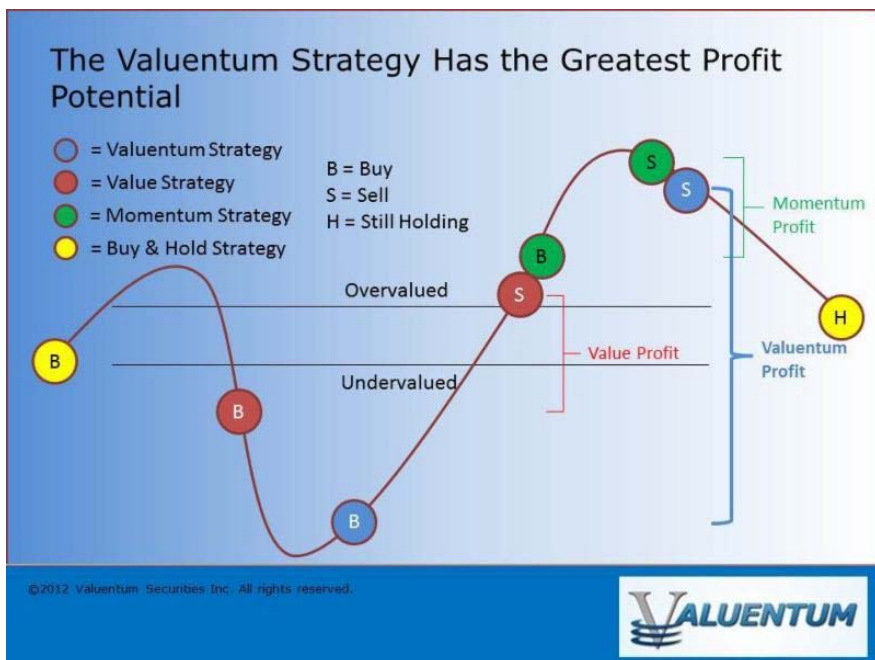 The Valuentum Strategy Has the Greatest Profit
Potential
= Valuentum Strategy
= Value Strategy
= Momentum Strategy
= Buy & Hold Strategy
B = Buy
S = Sell
H = Still Holding
S
S
Momentum
Profit
B
S
Overvalued
H
B
Value Profit
Valuentum
Profit
Undervalued
B
B
©2012 Valuentum Securities Inc. All rights reserved.
VALUENTUM